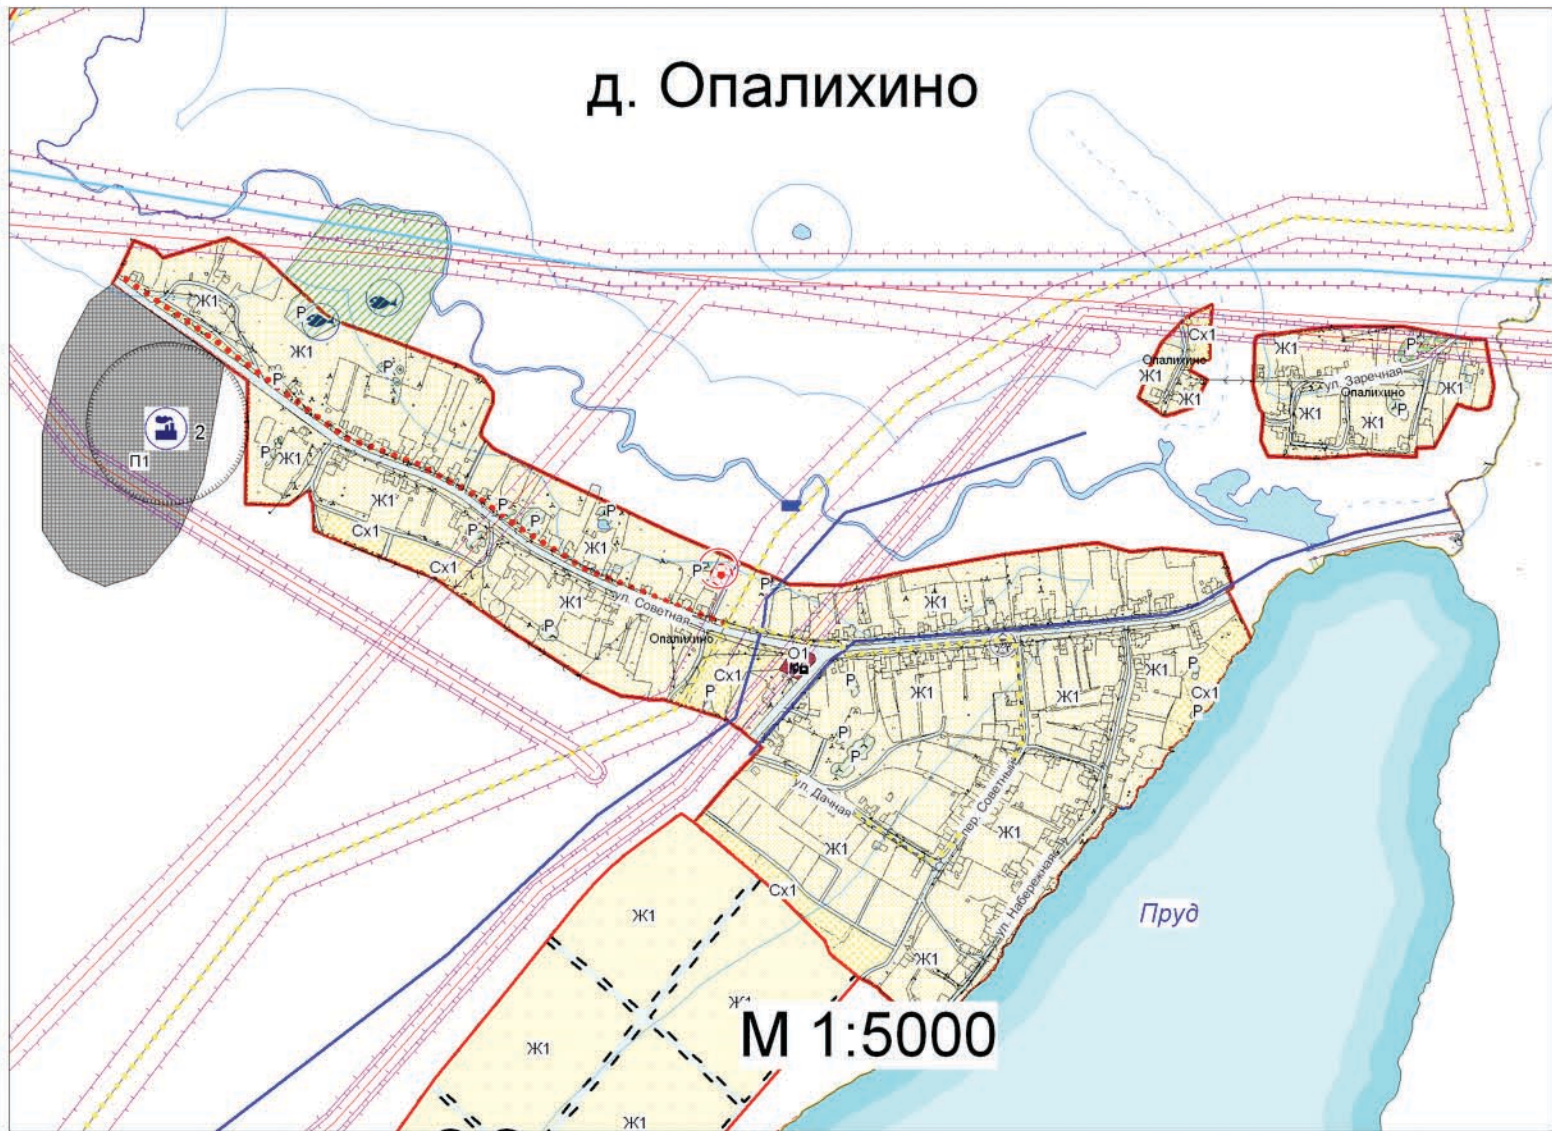 д. Опалихино
Ж1
Р
Ж1
Р
Р
2
П1
Р
Ж1
Ж1
Сх1
Р
Р
Р
Р
Ж1
Сх1
Ж1
Р
Р
Р
ул. Советная
Опалихино
О1
Сх1
Р
Ж1
Сх1
Опалихино
Ж1
Ж1
Ж1
Р
ул. Заречная
Опалихино
Ж1
Ж1
Р
Ж1
Р
Ж1
Ж1
Ж1
Р
Сх1
Р
Р
Р
ул. Дачная
пер. Советный
Ж1
Ж1
ул. Набережная
Сх1
Ж1
Пруд
Ж1
Ж1
Ж1
Ж1
М 1:5000